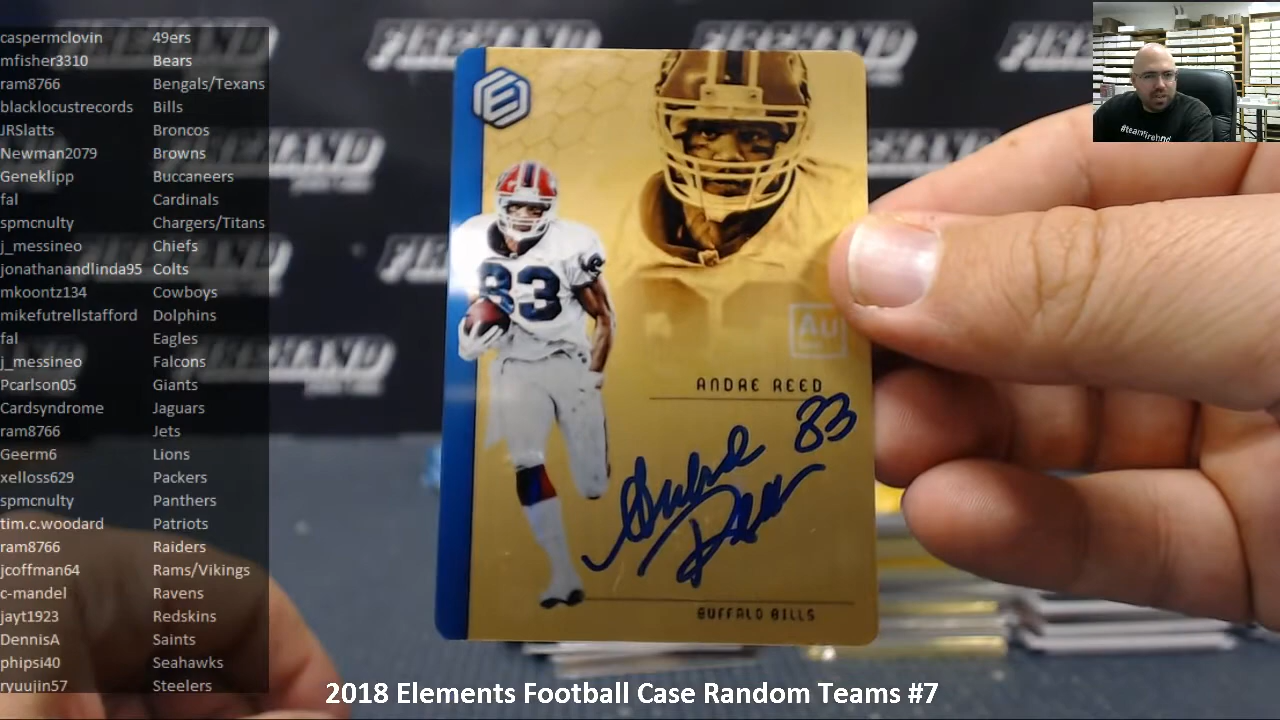 caspermclovin 49ers
mfisher3310 Bears
ram8766 Bengals/Texans
blacklocustrecords Bills
JRSlatts Broncos
Newman2079 Browns
Geneklipp Buccaneers
fal Cardinals
spmcnulty Chargers/Titans
j_messineo Chiefs
jonathanandlinda95 Colts
mkoontz134 Cowboys
mikefutrellstafford Dolphins
fal Eagles
j_messineo Falcons
Pcarlson05 Giants
Cardsyndrome Jaguars
ram8766 Jets
Geerm6 Lions
xelloss629 Packers
spmcnulty Panthers
tim.c.woodard Patriots
ram8766 Raiders
jcoffman64 Rams/Vikings
c-mandel Ravens
jayt1923 Redskins
DennisA Saints
phipsi40 Seahawks
ryuujin57 Steelers
FIREHAND
E
83
Au
ANDRE REED
Andre 83
Reed
BUFFALO BILLS
#teamfirehnd
2018 Elements Football Case Random Teams #7